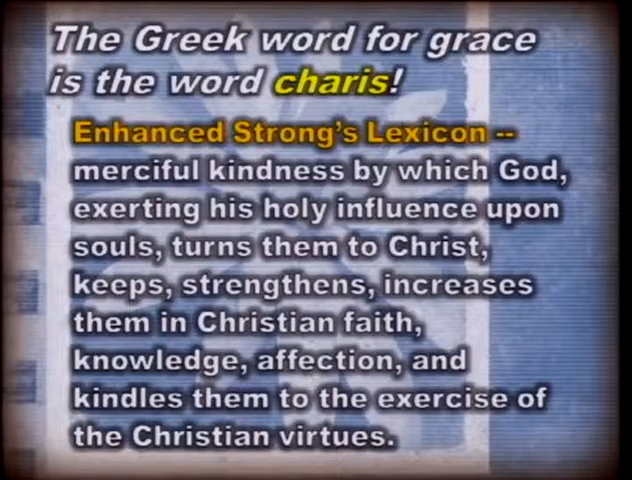 The Greek word for grace
is the word charis!
Enhanced Strong's Lexicon --
merciful kindness by which God,
exerting his holy influence upon
souls, turns them to Christ,
keeps, strengthens, increases
them in Christian faith,
knowledge, affection, and
kindles them to the exercise of
the Christian virtues.